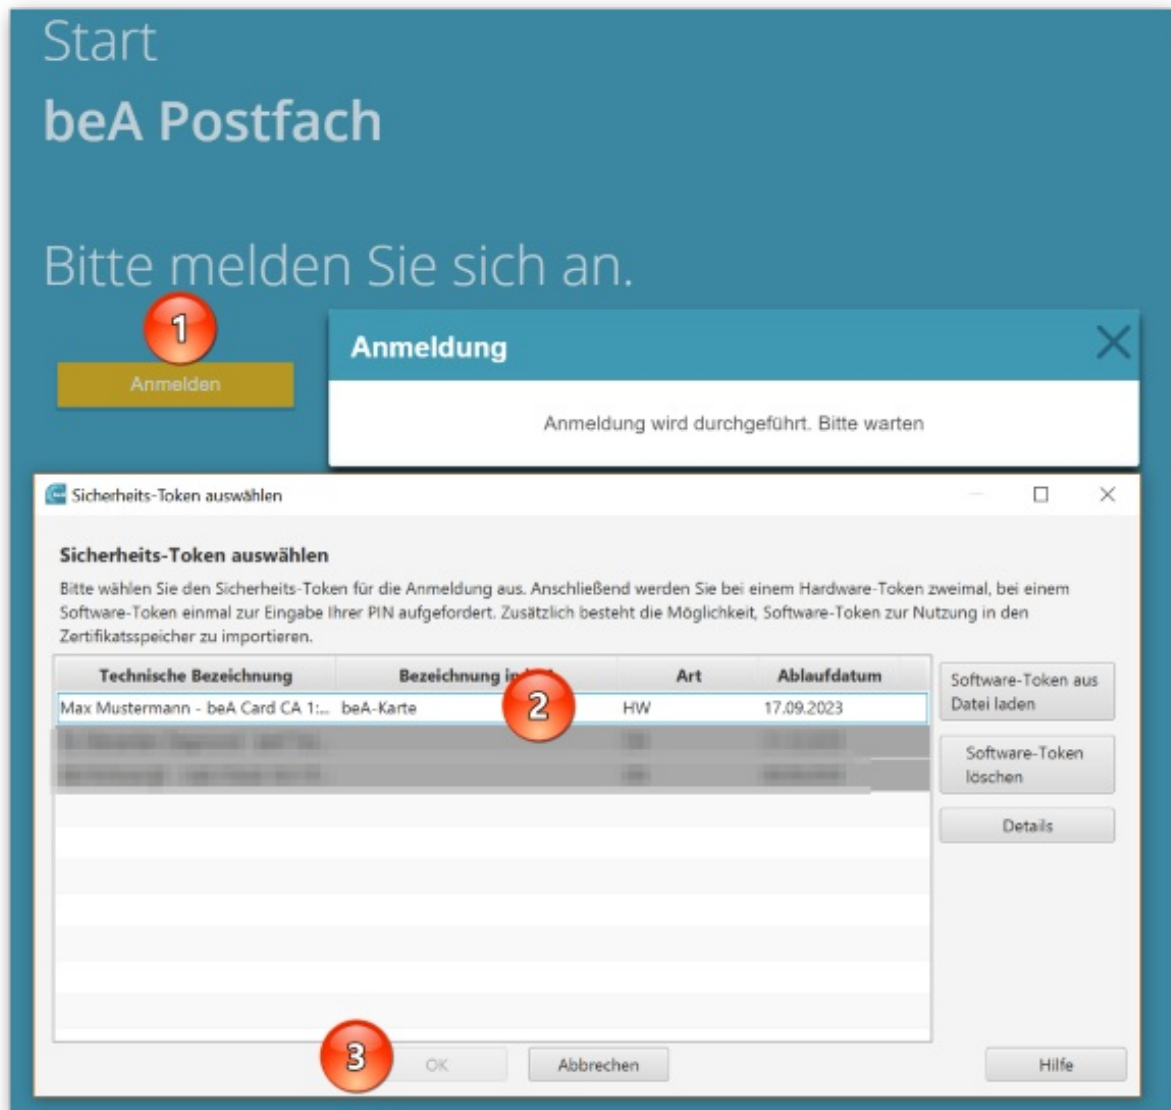 Start
beA Postfach
Bitte melden Sie sich an.
1
Anmelden
Anmeldung
Anmeldung wird durchgeführt. Bitte warten
Sicherheits-Token auswählen
Sicherheits-Token auswählen
Bitte wählen Sie den Sicherheits-Token für die Anmeldung aus. Anschließend werden Sie bei einem Hardware-Token zweimal, bei einem
Software-Token einmal zur Eingabe Ihrer PIN aufgefordert. Zusätzlich besteht die Möglichkeit, Software-Token zur Nutzung in den
Zertifikatsspeicher zu importieren.
Technische Bezeichnung Bezeichnung Art Ablaufdatum
Max Mustermann - beA Card CA 1:... beA-Karte 2 HW 17.09.2023
Software-Token aus
Datei laden
Software-Token
löschen
Details
3 OK Abbrechen Hilfe